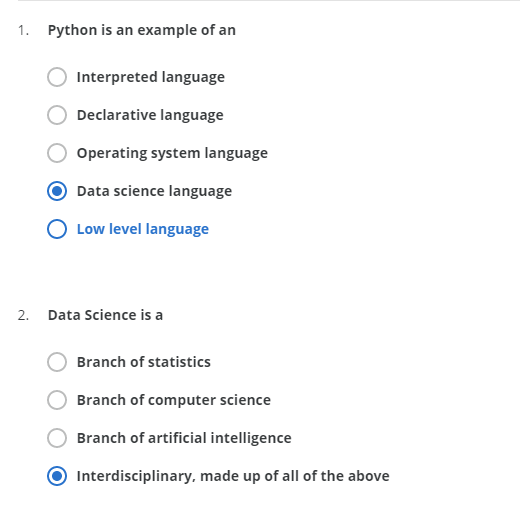 1. Python is an example of an
Interpreted language
Declarative language
Operating system language
Data science language
Low level language
2. Data Science is a
Branch of statistics
Branch of computer science
Branch of artificial intelligence
Interdisciplinary, made up of all of the above